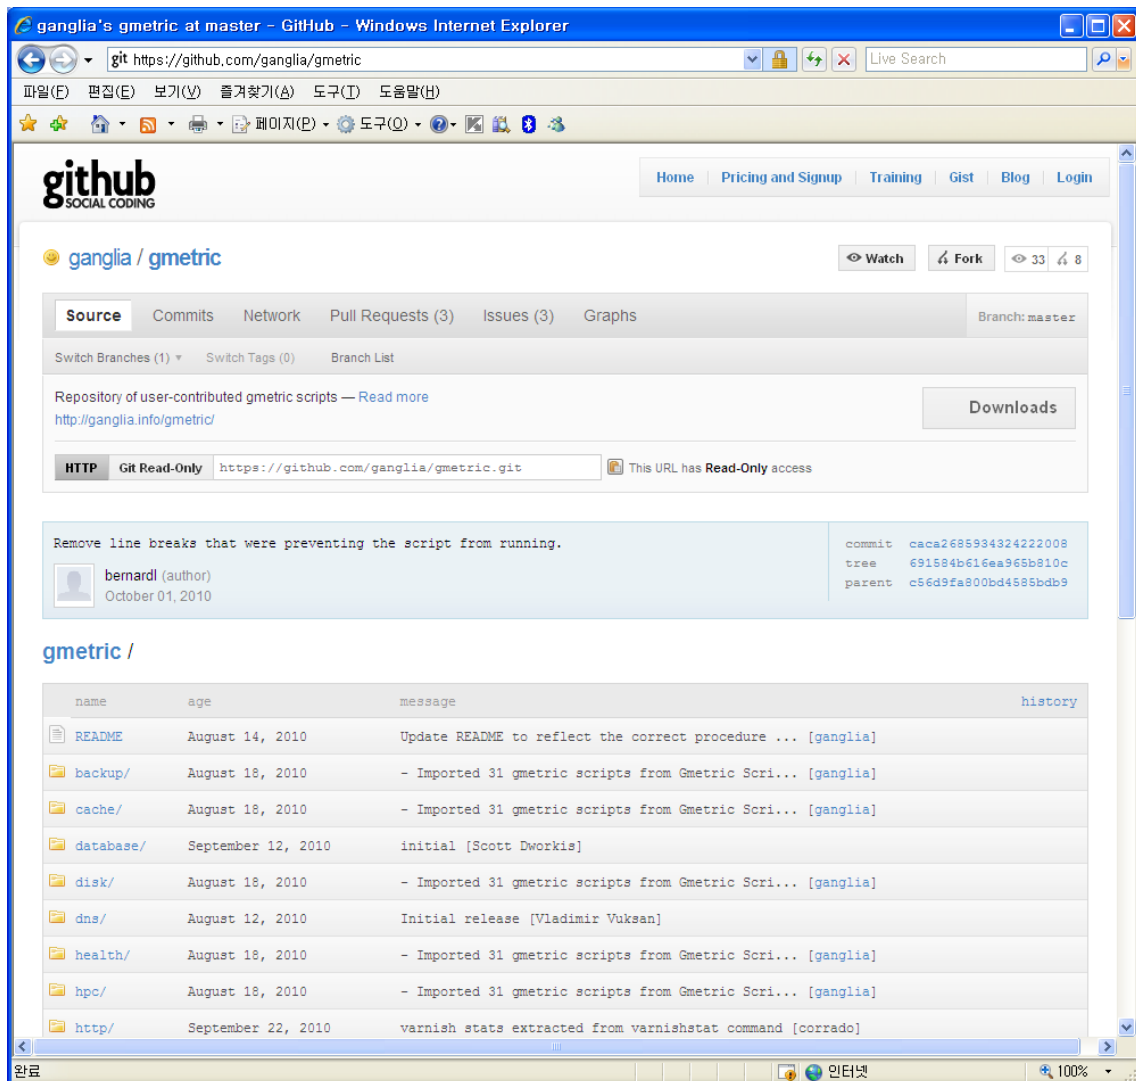 ganglia's gmetric at master - GitHub - Windows Internet Explorer
git https://github.com/ganglia/gmetric Live Search
파일(F) 편집(E) 보기(V) 즐겨찾기(A) 도구(T) 도움말(H)
페이지(P) 도구(O)
github
SOCIAL CODING
Home Pricing and Signup Training Gist Blog Login
ganglia / gmetric
Watch Fork 33 8
Source Commits Network Pull Requests (3) Issues (3) Graphs Branch: master
Switch Branches (1) Switch Tags (0) Branch List
Repository of user-contributed gmetric scripts — Read more
http://ganglia.info/gmetric/
Downloads
HTTP Git Read-Only https://github.com/ganglia/gmetric.git This URL has Read-Only access
Remove line breaks that were preventing the script from running.
bernardl (author)
October 01, 2010
commit caca2685934324222008
tree 691584b616ea965b810c
parent c56d9fa800bd4585bdb9
gmetric /
name age message history
README August 14, 2010 Update README to reflect the correct procedure ... [ganglia]
backup/ August 18, 2010 - Imported 31 gmetric scripts from Gmetric Scri... [ganglia]
cache/ August 18, 2010 - Imported 31 gmetric scripts from Gmetric Scri... [ganglia]
database/ September 12, 2010 initial [Scott Dworkis]
disk/ August 18, 2010 - Imported 31 gmetric scripts from Gmetric Scri... [ganglia]
dns/ August 12, 2010 Initial release [Vladimir Vuksan]
health/ August 18, 2010 - Imported 31 gmetric scripts from Gmetric Scri... [ganglia]
hpc/ August 18, 2010 - Imported 31 gmetric scripts from Gmetric Scri... [ganglia]
http/ September 22, 2010 varnish stats extracted from varnishstat command [corrado]
완료 인터넷 100%